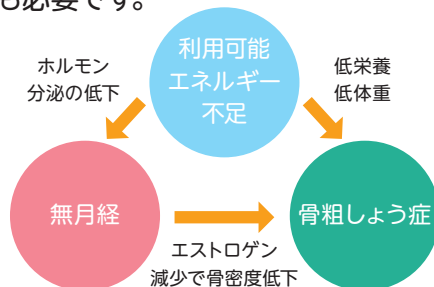 も必要です。
利用可能
エネルギー
不足
ホルモン
分泌の低下
低栄養
低体重
無月経
骨粗しょう症
エストロゲン
減少で骨密度低下